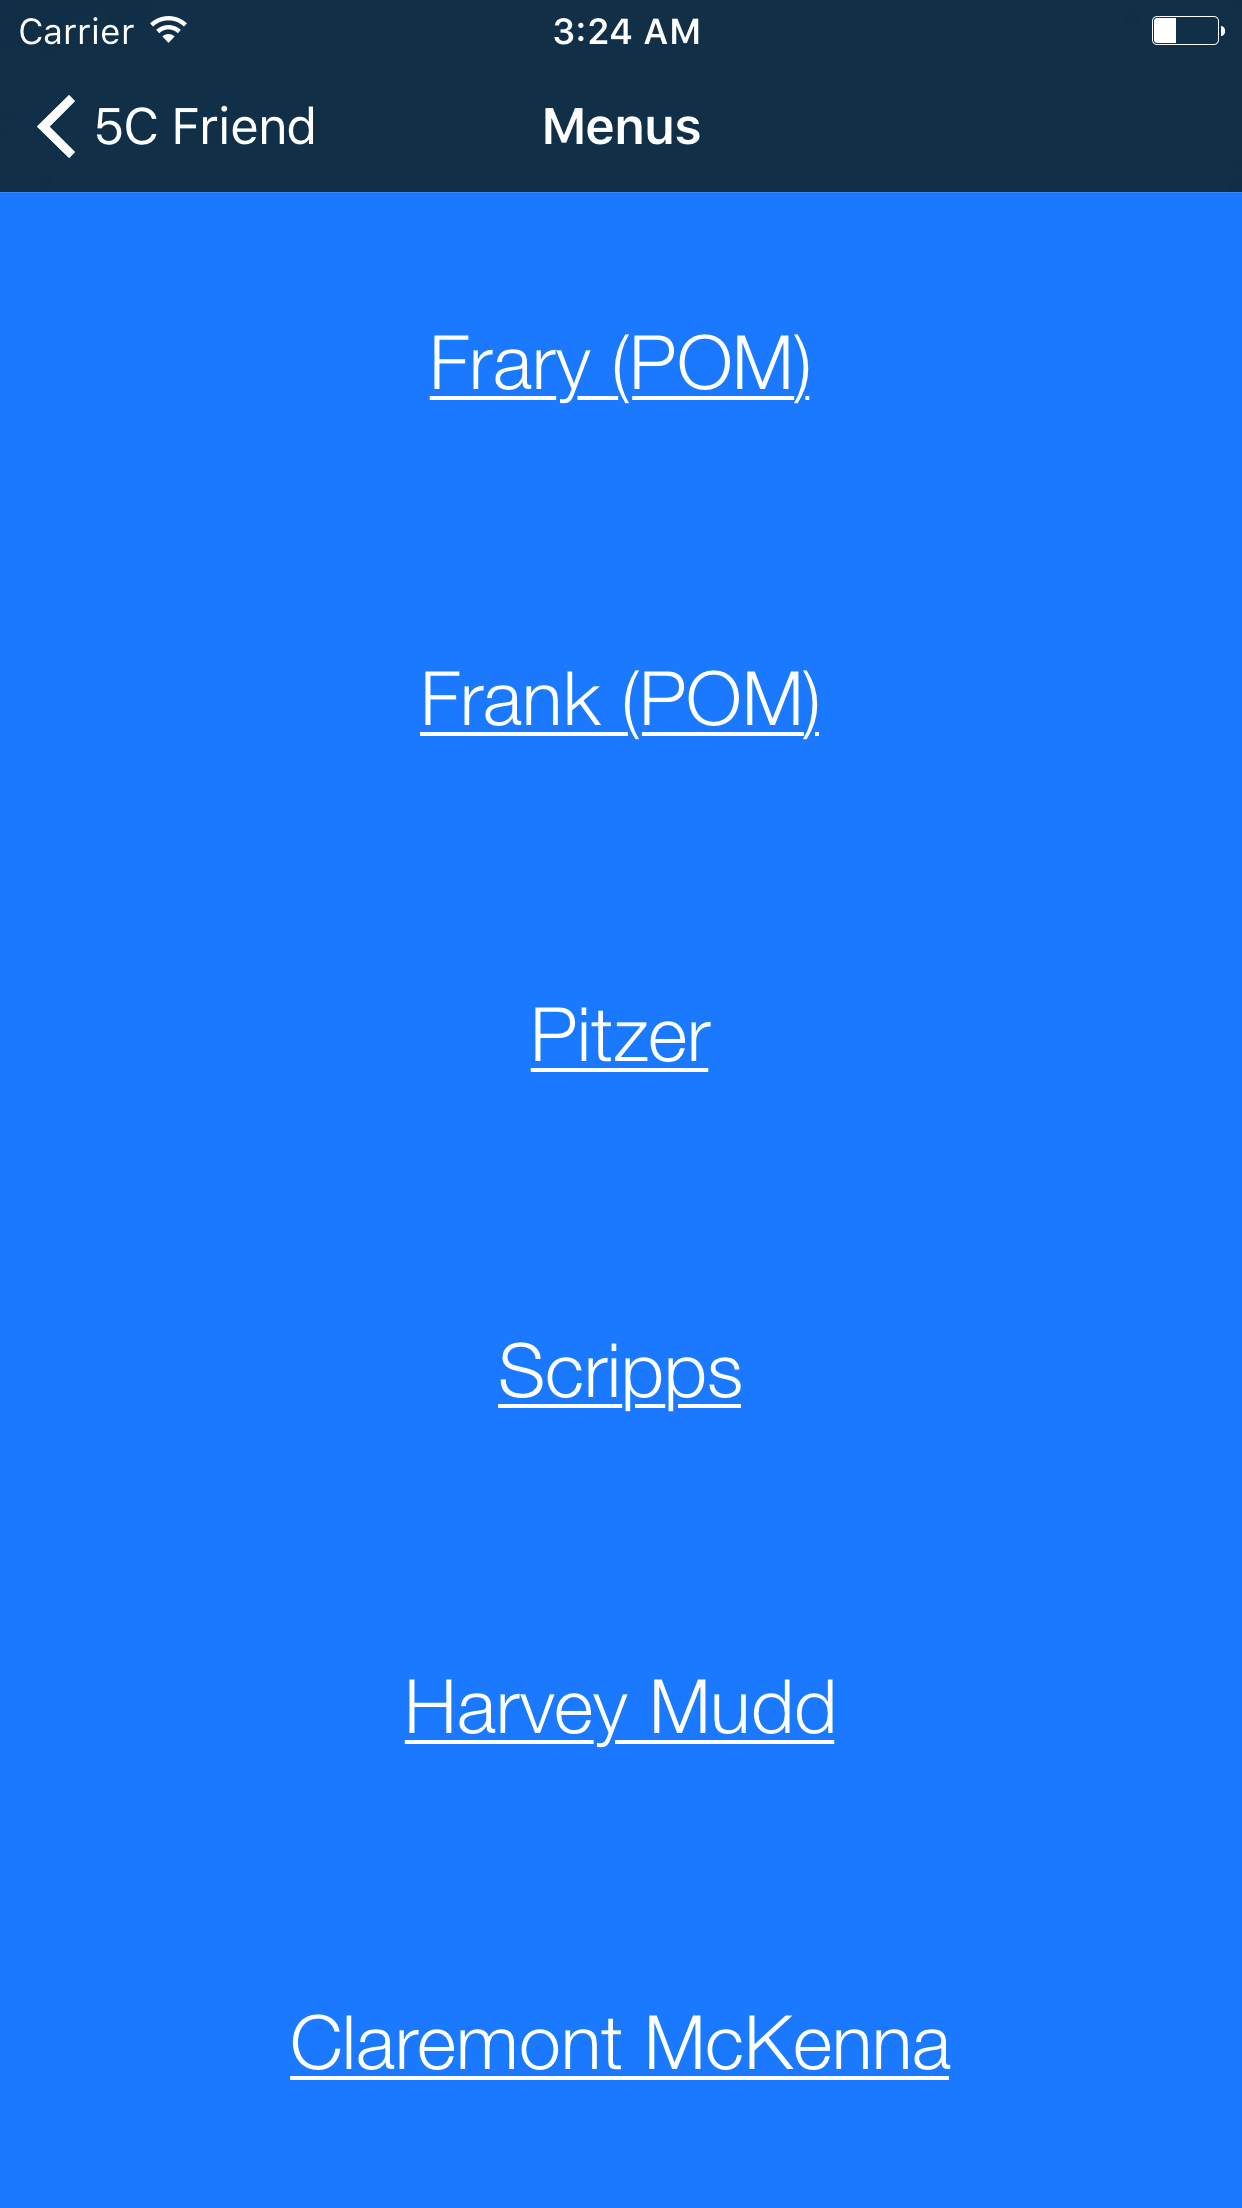 Carrier
3:24 AM
5C Friend
Menus
Frary (POM)
Frank (POM)
Pitzer
Scripps
Harvey Mudd
Claremont McKenna